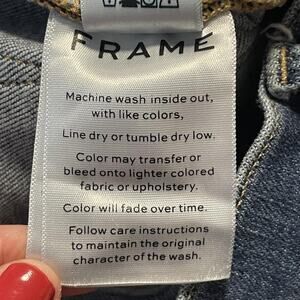 FRAME
Machine wash inside out,
with like colors,
Line dry or tumble dry low.
Color may transfer or
bleed onto lighter colored
fabric or upholstery.
Color will fade over time.
Follow care instructions
to maintain the original
character of the wash.